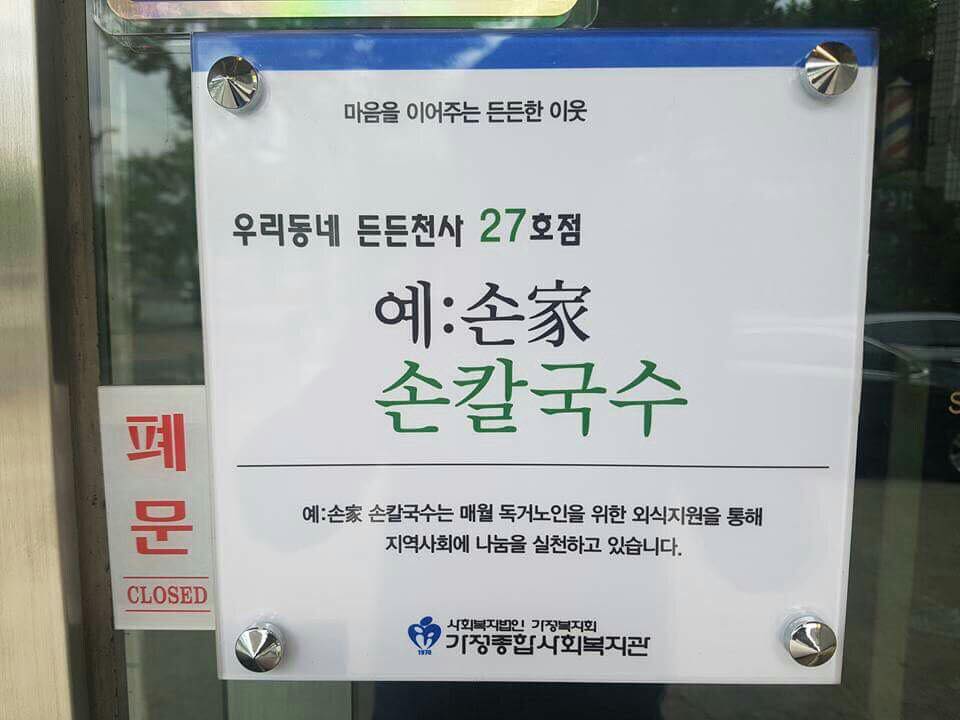 마음을 이어주는 든든한 이웃
우리동네 든든천사 27호점
예:손家
손칼국수
예:손家 손칼국수는 매월 독거노인을 위한 외식지원을 통해
지역사회에 나눔을 실천하고 있습니다.
1970
사회복지법인 가정복지회
가정종합사회복지관
폐
문
CLOSED